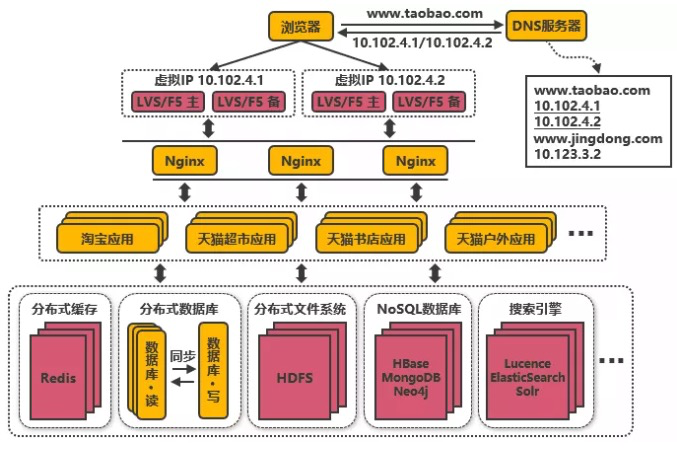 浏览器
www.taobao.com
DNS服务器
10.102.4.1/10.102.4.2
虚拟IP 10.102.4.1
LVS/F5 主
LVS/F5 备
虚拟IP 10.102.4.2
LVS/F5 主
LVS/F5 备
www.taobao.com
10.102.4.1
10.102.4.2
www.jingdong.com
10.123.3.2
Nginx
Nginx
Nginx
淘宝应用
天猫超市应用
天猫书店应用
天猫户外应用
...
分布式缓存
Redis
分布式数据库
数据库·读
同步
数据库·写
分布式文件系统
HDFS
NoSQL数据库
HBase
MongoDB
Neo4j
搜索引擎
Lucence
ElasticSearch
Solr
...